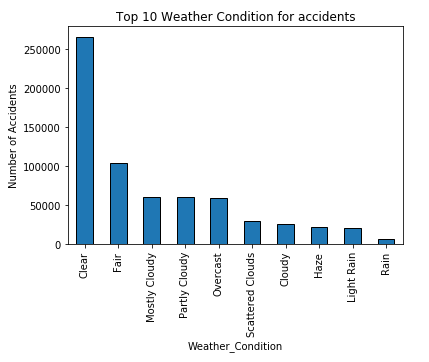 Top 10 Weather Condition for accidents
Number of Accidents
250000
200000
150000
100000
50000
0
Clear
Fair
Mostly Cloudy
Partly Cloudy
Overcast
Scattered Clouds
Cloudy
Haze
Light Rain
Rain
Weather_Condition